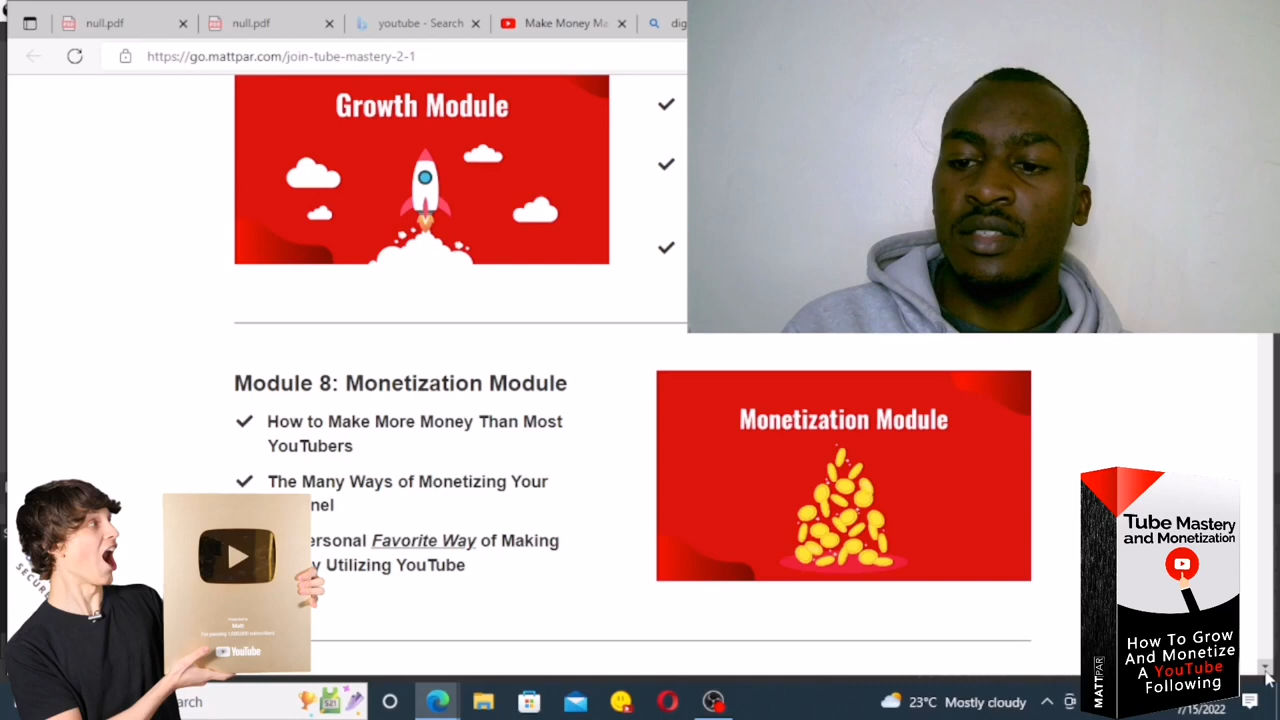 null.pdf
null.pdf
youtube - Search
Make Money Ma
dig
https://go.mattpar.com/join-tube-mastery-2-1
Growth Module
Module 8: Monetization Module
How to Make More Money Than Most
YouTubers
The Many Ways of Monetizing Your
nel
ersonal Favorite Way of Making
y Utilizing YouTube
Monetization Module
SECUR
Matt
YouTube
Tube Mastery
and Monetization
How To Grow
And Monetize
A YouTube
Following
MATTPAR
arch
23°C Mostly cloudy
7/15/2022